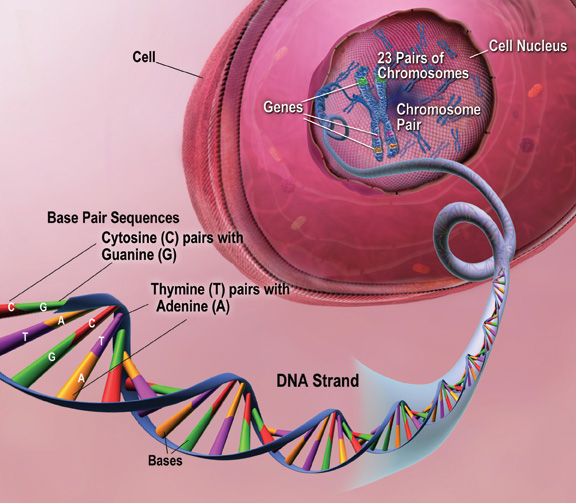 Cell
23 Pairs of
Chromosomes
Cell Nucleus
Genes
Chromosome
Pair
Base Pair Sequences
Cytosine (C) pairs with
Guanine (G)
Thymine (T) pairs with
Adenine (A)
C G
A C
T T
G
A
DNA Strand
Bases